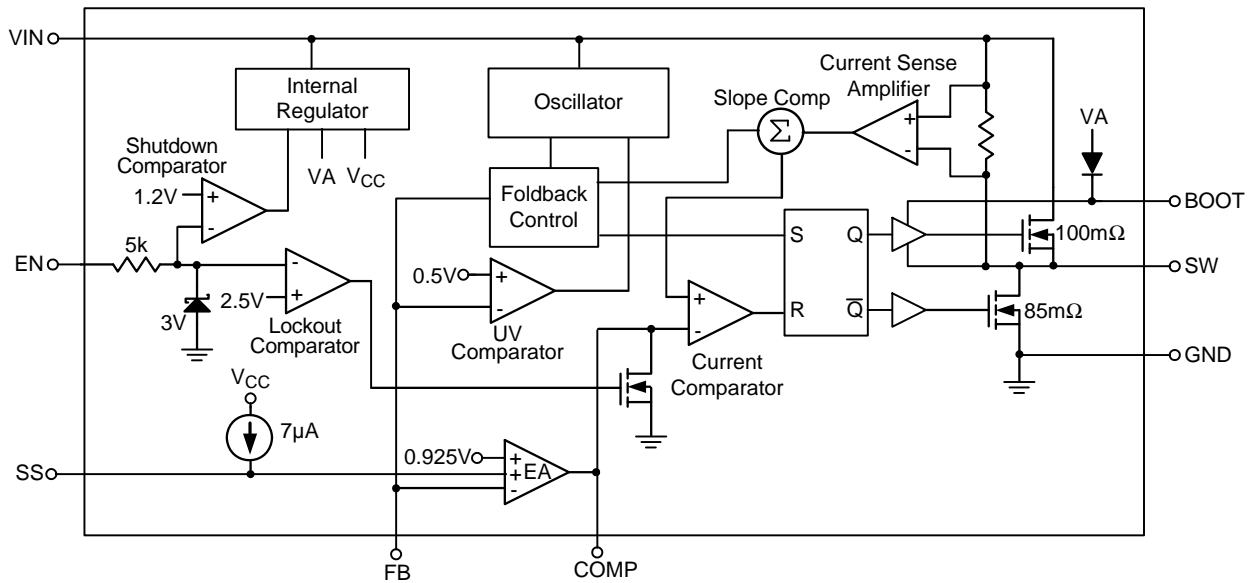 VIN
Internal
Regulator
Oscillator
Current Sense
Amplifier
Slope Comp
Σ
+
-
VA
Shutdown
Comparator
1.2V
+
-
VA
VCC
Foldback
Control
BOOT
5k
EN
S
Q
100mΩ
SW
-
+
2.5V
3V
Lockout
Comparator
0.5V
+
-
UV
Comparator
+
-
Current
Comparator
R
Q
85mΩ
GND
VCC
7µA
0.925V
+
+
-
EA
SS
FB
COMP